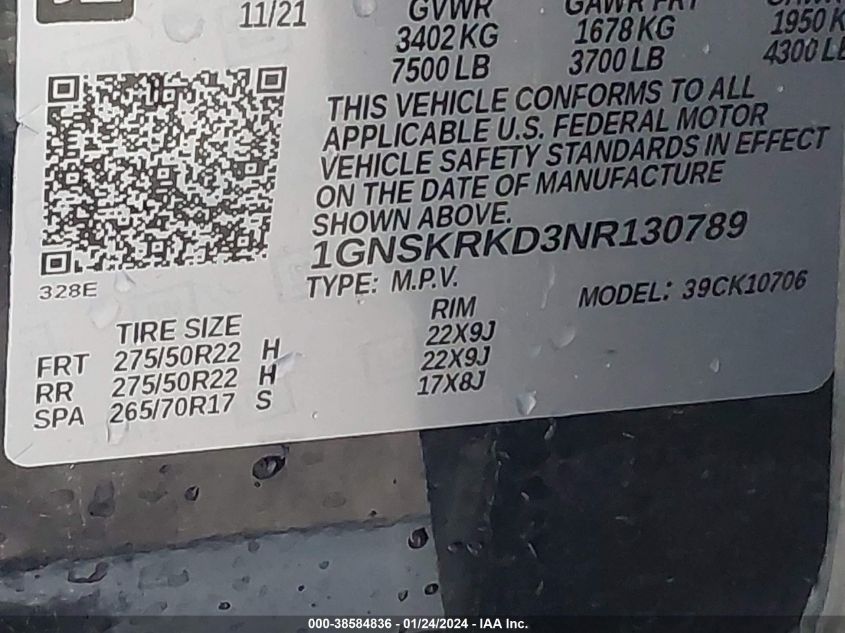 11/21
GVWR
3402 KG
7500 LB
GAWR FRT
1678 KG
3700 LB
1950 K
4300 LB
THIS VEHICLE CONFORMS TO ALL
APPLICABLE U.S. FEDERAL MOTOR
VEHICLE SAFETY STANDARDS IN EFFECT
ON THE DATE OF MANUFACTURE
SHOWN ABOVE.
1GNSKRKD3NR130789
TYPE: M.P.V.
MODEL: 39CK10706
328E
TIRE SIZE RIM
FRT 275/50R22 H 22X9J
RR 275/50R22 H 22X9J
SPA 265/70R17 S 17X8J
000-38584836 - 01/24/2024 - IAA Inc.